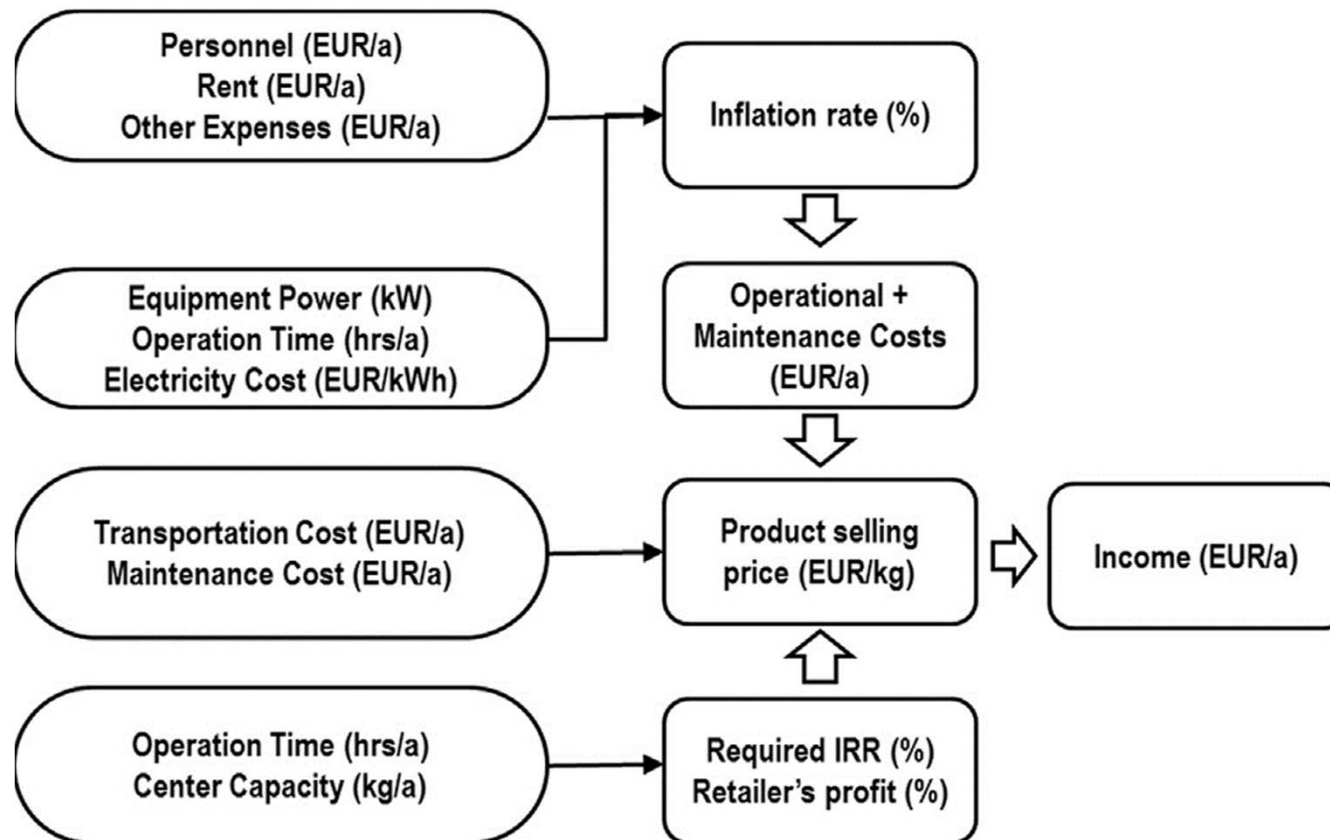 Personnel (EUR/a)
Rent (EUR/a)
Other Expenses (EUR/a)
Inflation rate (%)
Equipment Power (kW)
Operation Time (hrs/a)
Electricity Cost (EUR/kWh)
Operational +
Maintenance Costs
(EUR/a)
Transportation Cost (EUR/a)
Maintenance Cost (EUR/a)
Product selling
price (EUR/kg)
Income (EUR/a)
Operation Time (hrs/a)
Center Capacity (kg/a)
Required IRR (%)
Retailer's profit (%)